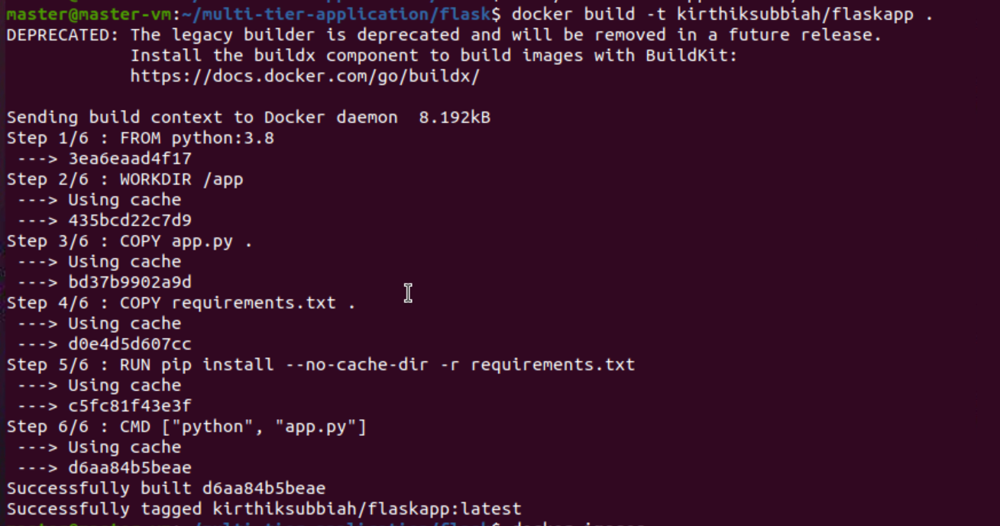 master@master-vm:~/multi-tier-application/flask$ docker build -t kirthiksubbiah/flaskapp .
DEPRECATED: The legacy builder is deprecated and will be removed in a future release.
            Install the buildx component to build images with BuildKit:
            https://docs.docker.com/go/buildx/

Sending build context to Docker daemon  8.192kB
Step 1/6 : FROM python:3.8
 ---> 3ea6eaad4f17
Step 2/6 : WORKDIR /app
 ---> Using cache
 ---> 435bcd22c7d9
Step 3/6 : COPY app.py .
 ---> Using cache
 ---> bd37b9902a9d
Step 4/6 : COPY requirements.txt .
 ---> Using cache
 ---> d0e4d5d607cc
Step 5/6 : RUN pip install --no-cache-dir -r requirements.txt
 ---> Using cache
 ---> c5fc81f43e3f
Step 6/6 : CMD ["python", "app.py"]
 ---> Using cache
 ---> d6aa84b5beae
Successfully built d6aa84b5beae
Successfully tagged kirthiksubbiah/flaskapp:latest